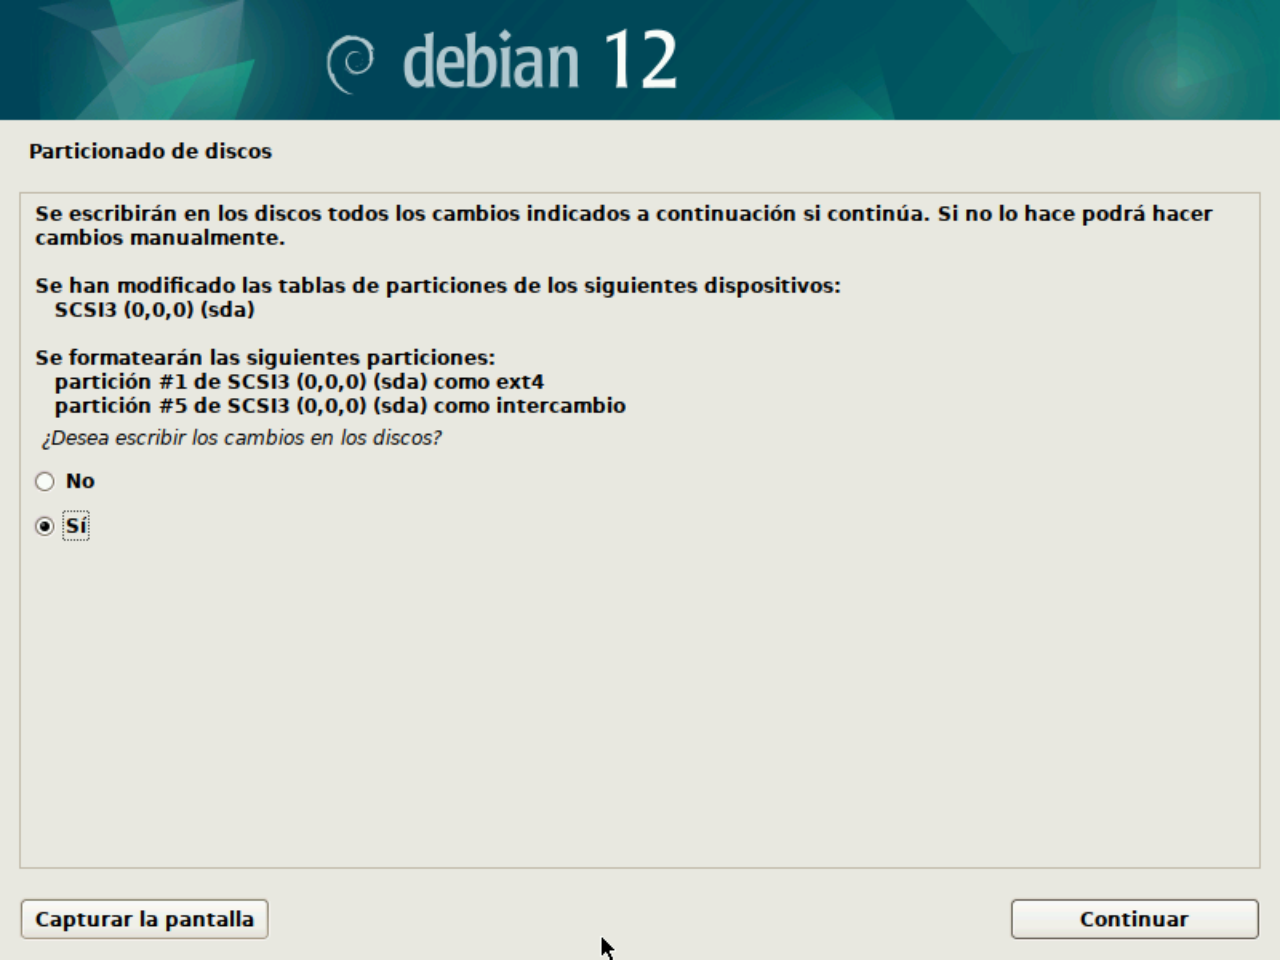 debian 12
Particionado de discos
Se escribirán en los discos todos los cambios indicados a continuación si continúa. Si no lo hace podrá hacer
cambios manualmente.
Se han modificado las tablas de particiones de los siguientes dispositivos:
SCSI3 (0,0,0) (sda)
Se formatearán las siguientes particiones:
partición #1 de SCSI3 (0,0,0) (sda) como ext4
partición #5 de SCSI3 (0,0,0) (sda) como intercambio
¿Desea escribir los cambios en los discos?
No
Sí
Capturar la pantalla
Continuar